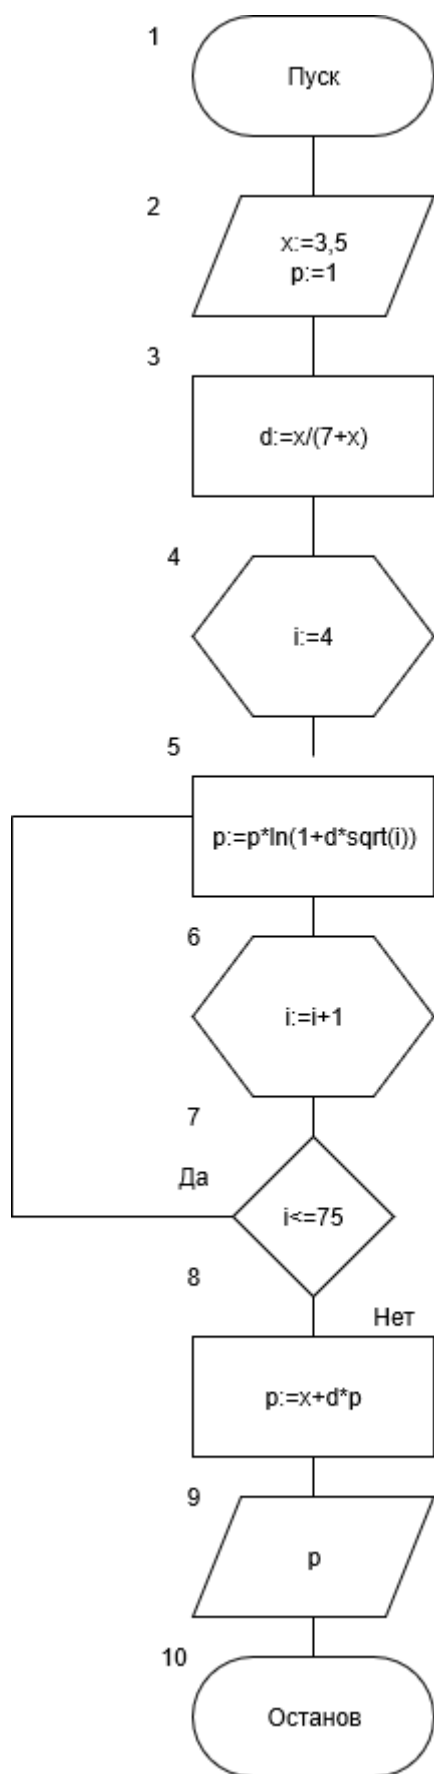 1
Пуск
2
x:=3,5
p:=1
3
d:=x/(7+x)
4
i:=4
5
p:=p*ln(1+d*sqrt(i))
6
i:=i+1
7
Да
i<=75
8
Нет
p:=x+d*p
9
p
10
Останов